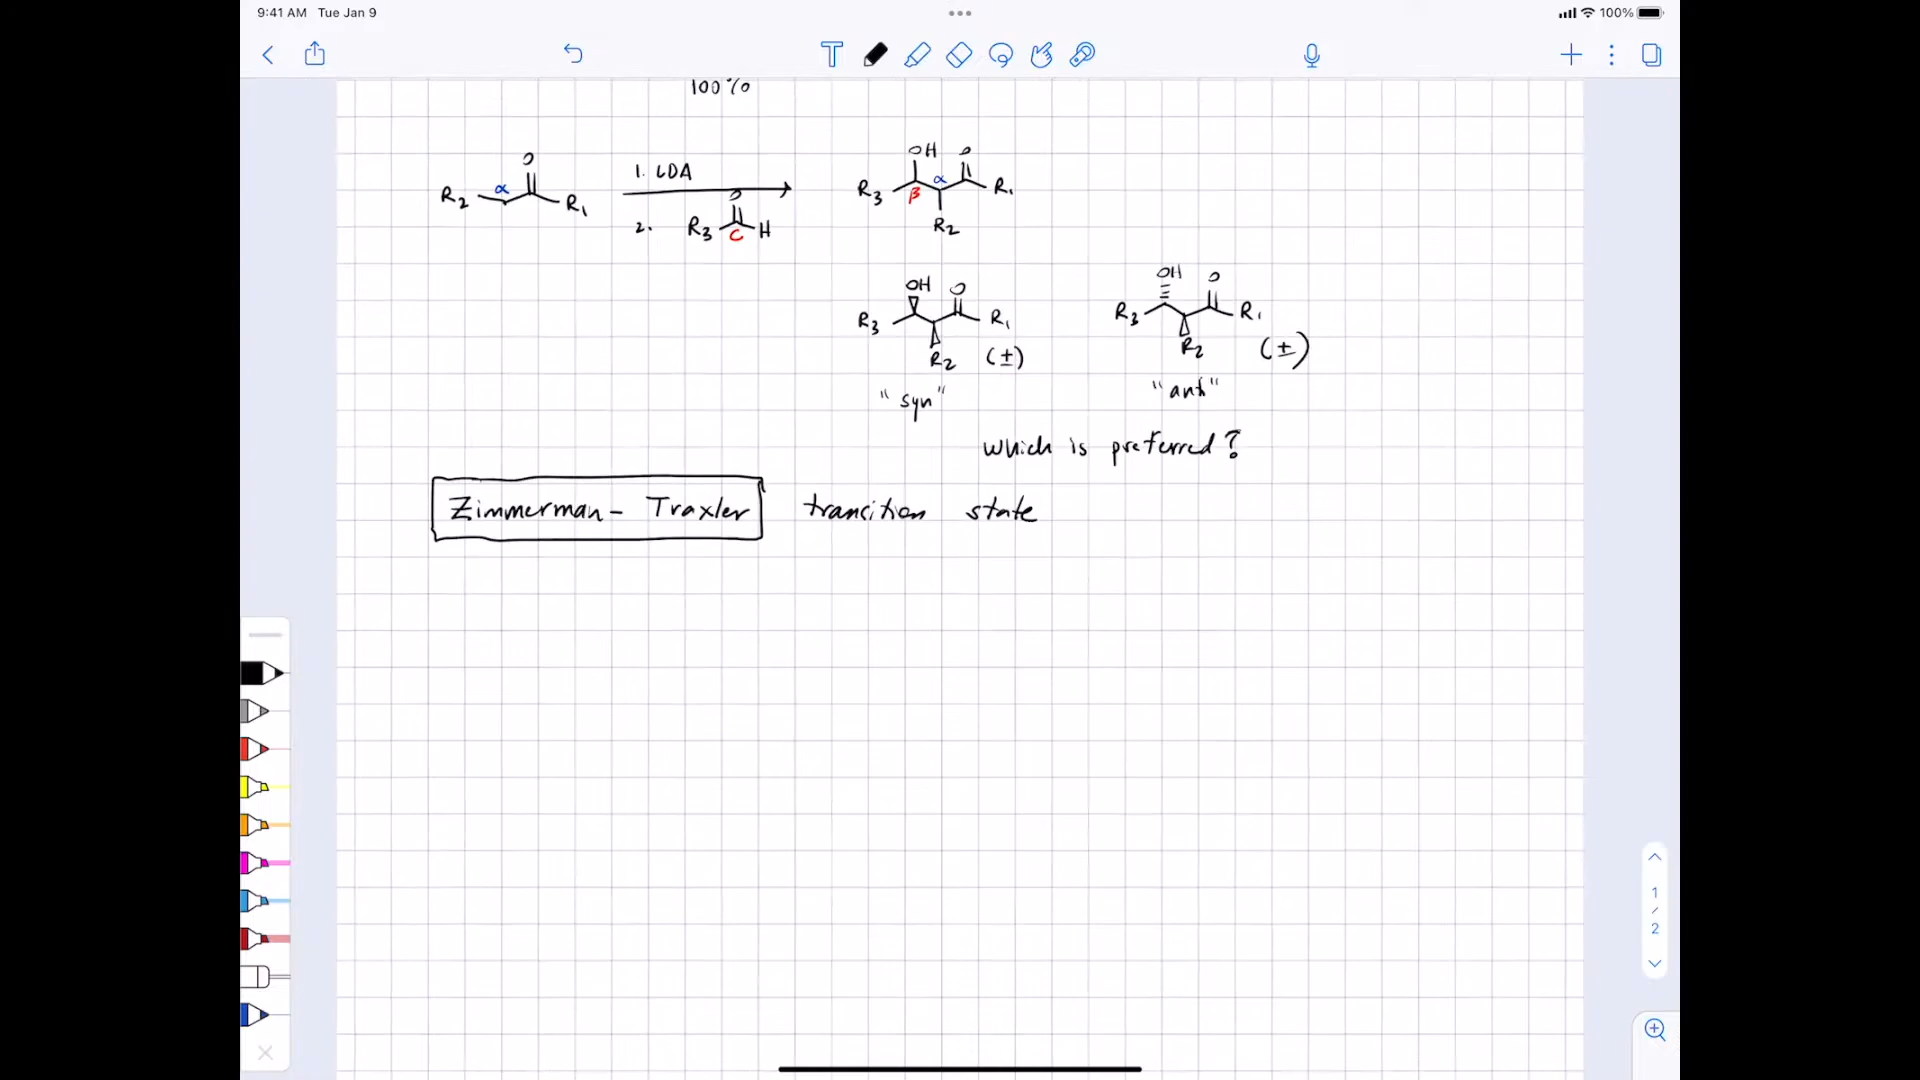 9:41 AM Tue Jan 9
100%
100%
O
R2 α R1
1. LDA
2. R3 O C H
OH O
R3 β α R1
R2
OH O
R3 R1
R2 (±)
"syn"
OH O
R3 R1
R2 (±)
"anti"
which is preferred?
Zimmerman- Traxler transition state
1
/
2